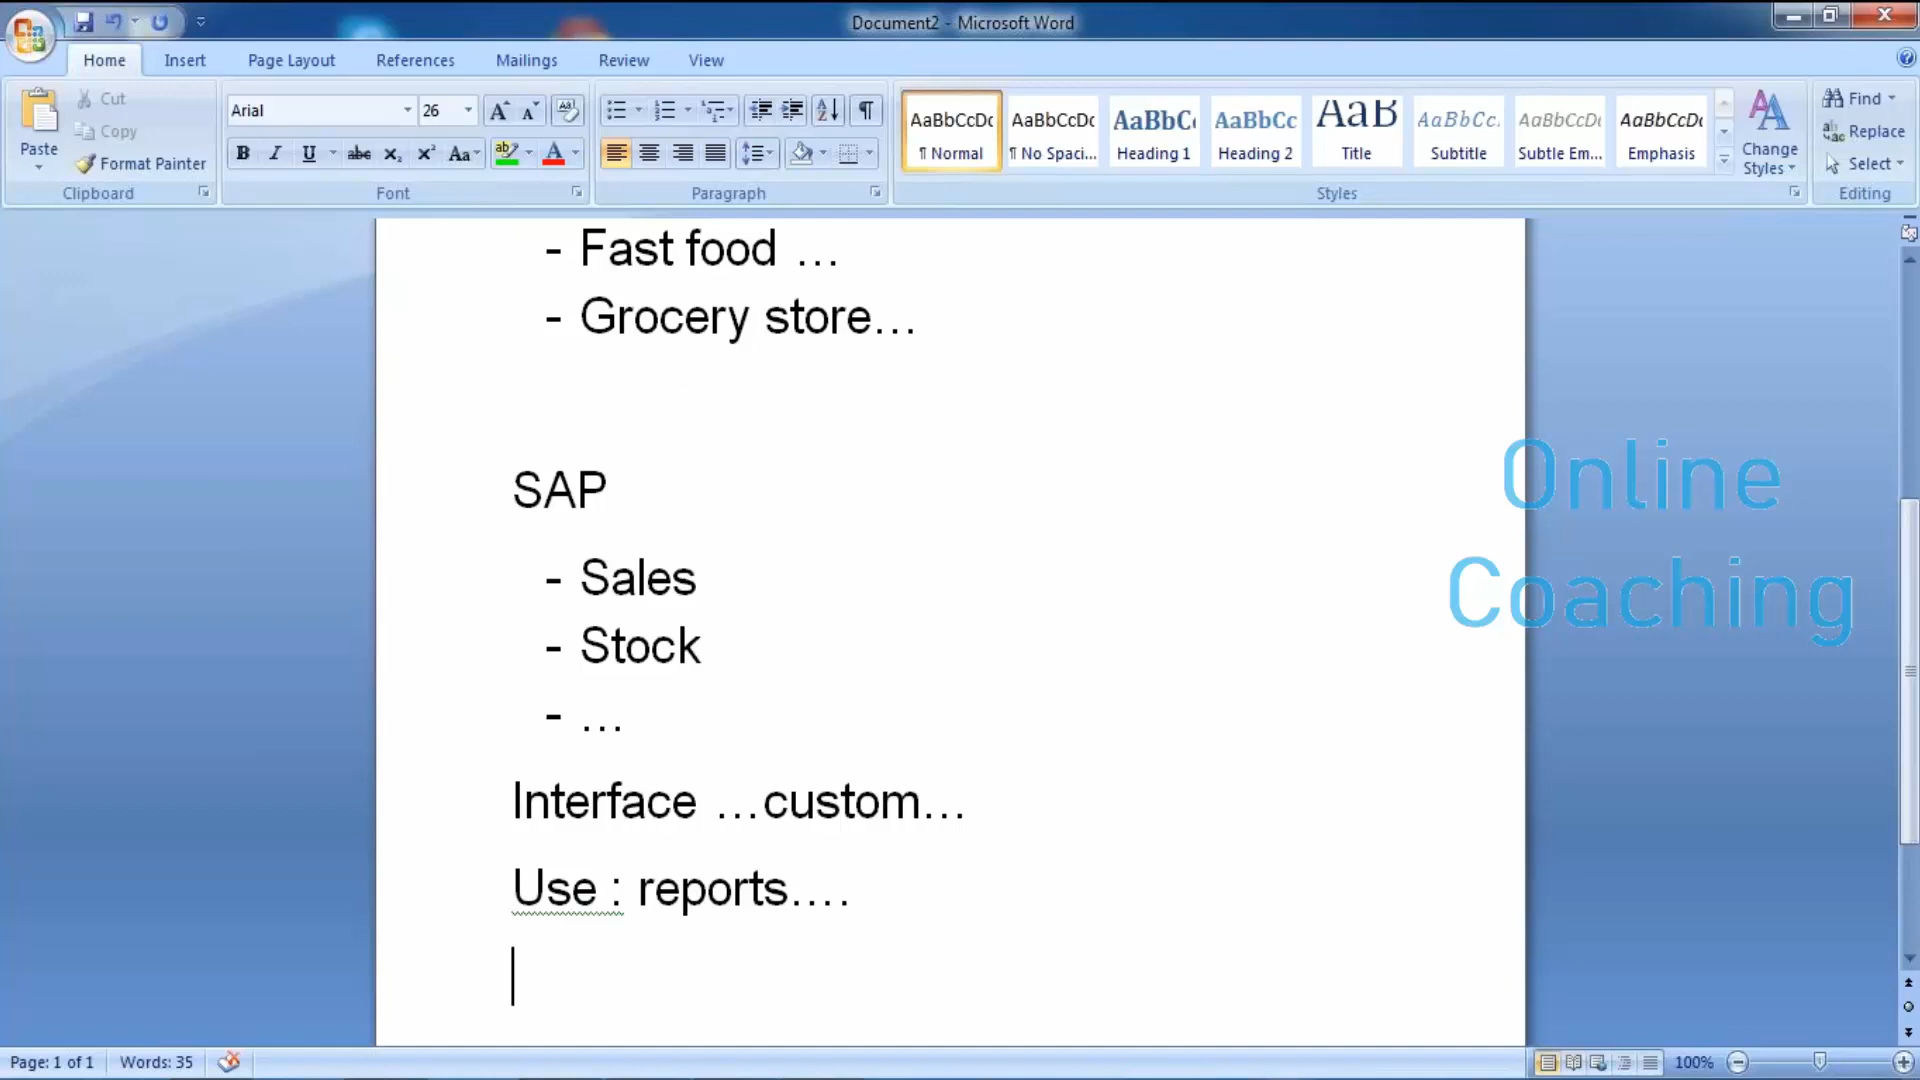 Document2 - Microsoft Word
Home Insert Page Layout References Mailings Review View
Paste
Cut
Copy
Format Painter
Clipboard
Arial 26
Font
Paragraph
AaBbCcDc AaBbCcDc AaBbC AaBbCc AaB AaBbCc. AaBbCcDc AaBbCcDc
¶ Normal ¶ No Spaci... Heading 1 Heading 2 Title Subtitle Subtle Em... Emphasis
Change
Styles
Styles
Find
Replace
Select
Editing
- Fast food …
- Grocery store…
SAP
- Sales
- Stock
- …
Interface …custom…
Use : reports….
Online
Coaching
Page: 1 of 1 Words: 35 100%